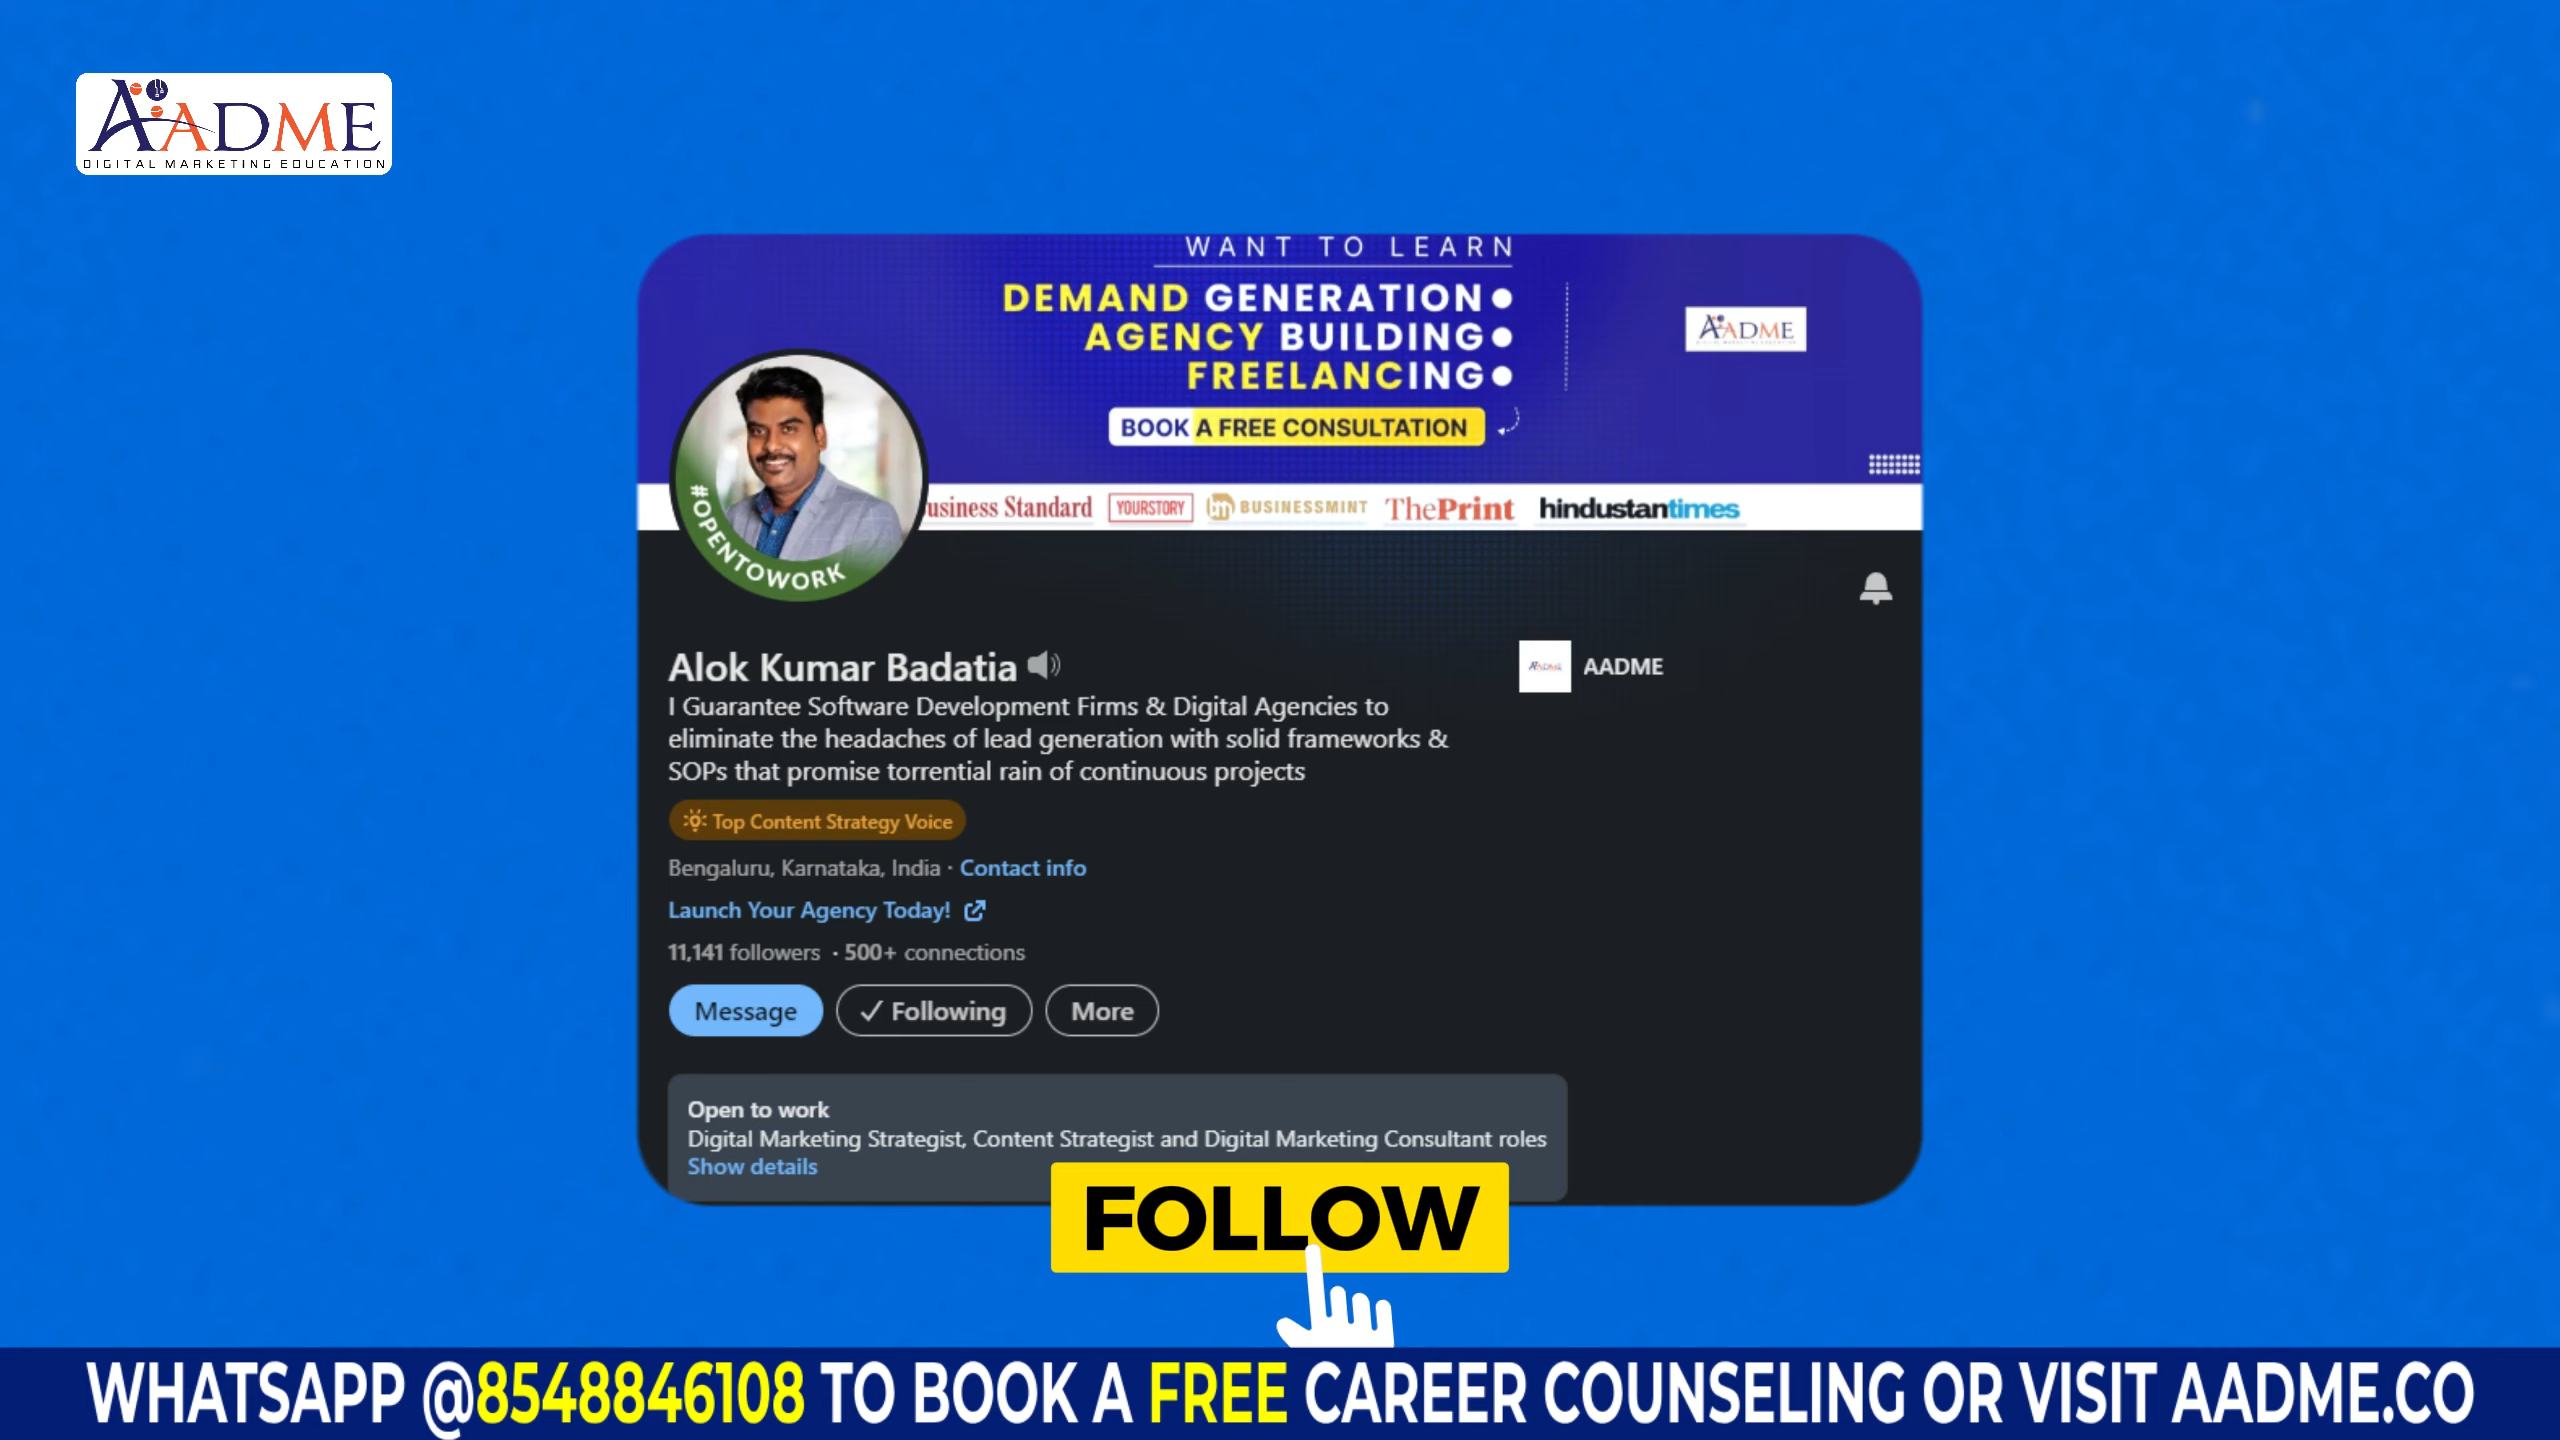 AADME
DIGITAL MARKETING EDUCATION
WANT TO LEARN
DEMAND GENERATION
AGENCY BUILDING
FREELANCING
AADME
BOOK A FREE CONSULTATION
usiness Standard YOURSTORY bm BUSINESSMINT ThePrint hindustantimes
#OPENTOWORK
Alok Kumar Badatia
AADME AADME
I Guarantee Software Development Firms & Digital Agencies to
eliminate the headaches of lead generation with solid frameworks &
SOPs that promise torrential rain of continuous projects
Top Content Strategy Voice
Bengaluru, Karnataka, India · Contact info
Launch Your Agency Today!
11,141 followers · 500+ connections
Message ✓ Following More
Open to work
Digital Marketing Strategist, Content Strategist and Digital Marketing Consultant roles
Show details
FOLLOW
WHATSAPP @8548846108 TO BOOK A FREE CAREER COUNSELING OR VISIT AADME.CO